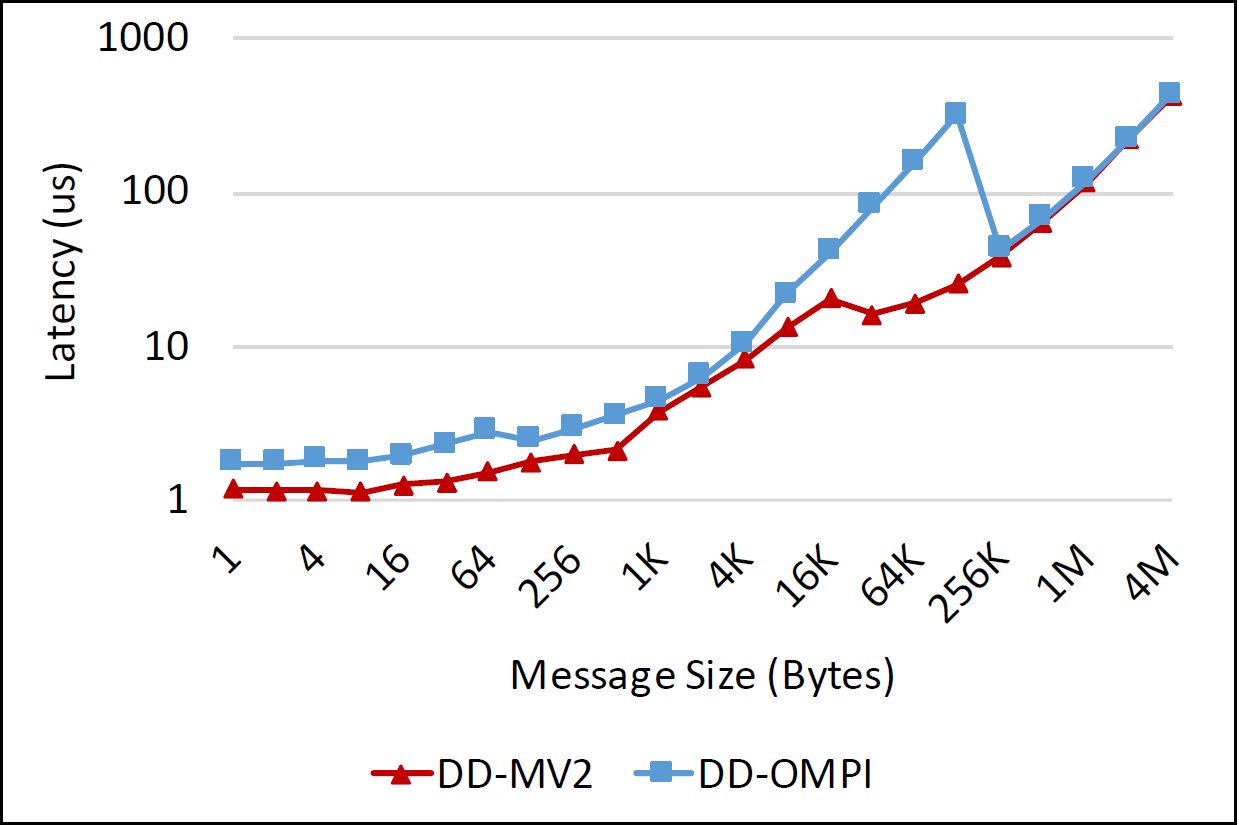 1000
100
10
1
Latency (us)
1 4 16 64 256 1K 4K 16K 64K 256K 1M 4M
Message Size (Bytes)
DD-MV2 DD-OMPI